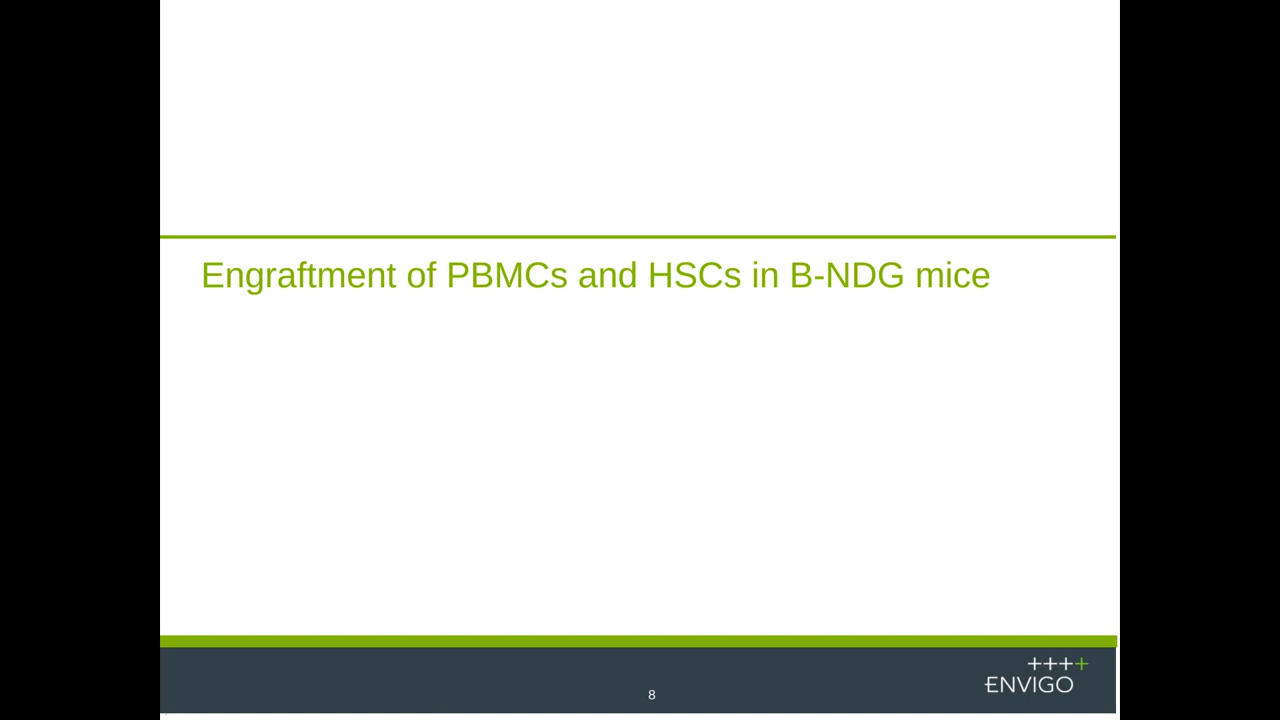 Engraftment of PBMCs and HSCs in B-NDG mice
8
++++
ENVIGO